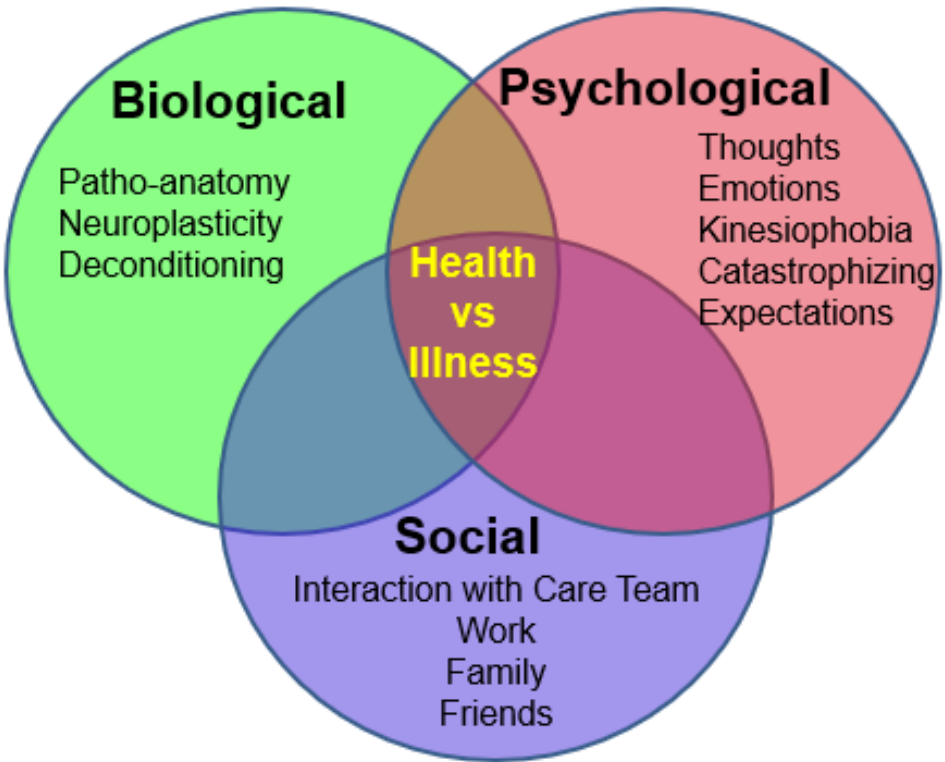 Biological
Patho-anatomy
Neuroplasticity
Deconditioning
Psychological
Thoughts
Emotions
Kinesiophobia
Catastrophizing
Expectations
Health
vs
Illness
Social
Interaction with Care Team
Work
Family
Friends